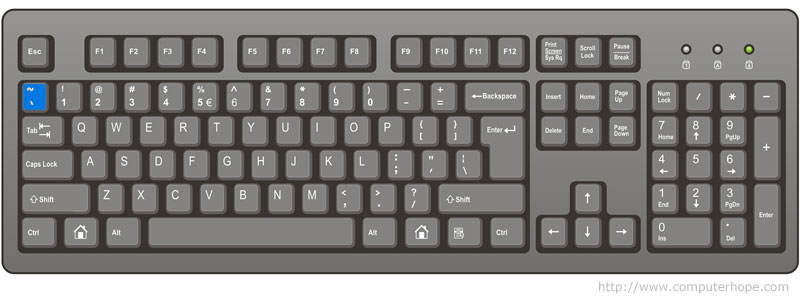 Esc F1 F2 F3 F4 F5 F6 F7 F8 F9 F10 F11 F12 Print Screen Sys Rq Scroll Lock Pause Break 1 A
~ ` ! 1 @ 2 # 3 $ 4 % 5 € ^ 6 & 7 * 8 ( 9 ) 0 _ - + = ←Backspace Insert Home Page Up Num Lock / * −
Tab Q W E R T Y U I O P { [ } ] Enter Delete End Page Down 7 Home 8 ↑ 9 PgUp +
Caps Lock A S D F G H J K L : ; " ' | \ 4 ← 5 6 →
⇧ Shift Z X C V B N M < , > . ? / ⇧ Shift ↑ 1 End 2 ↓ 3 PgDn Enter
Ctrl Alt Alt Ctrl ← ↓ → 0 Ins . Del
http://www.computerhope.com